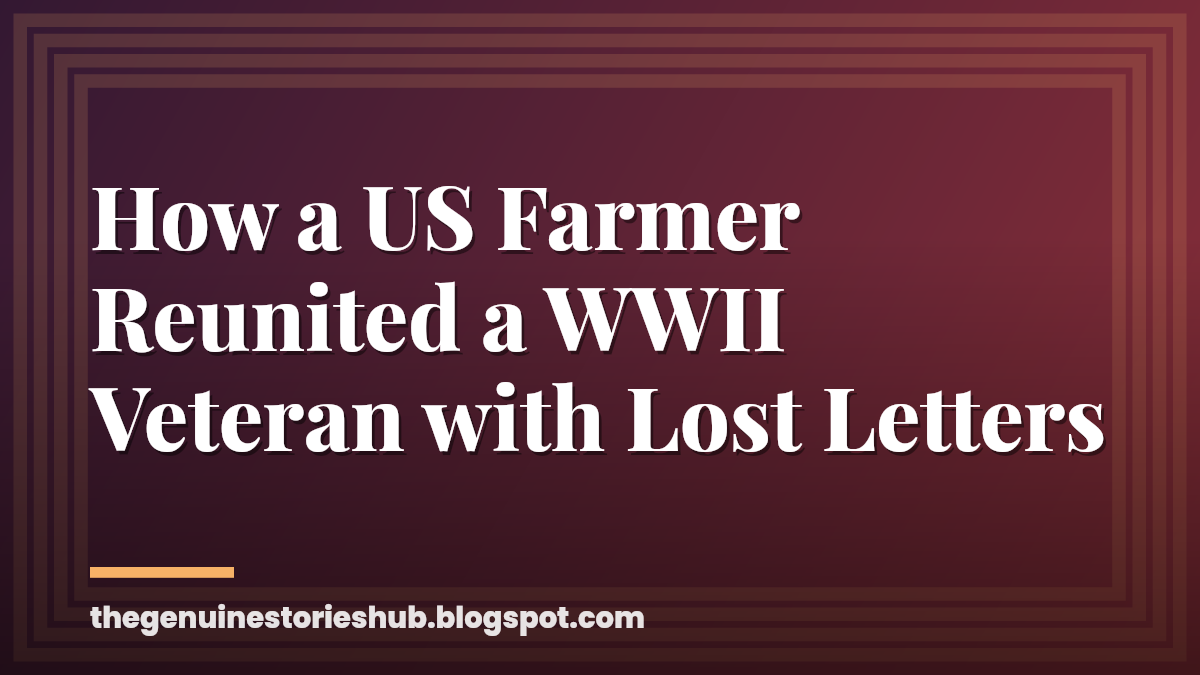 How a US Farmer
Reunited a WWII
Veteran with Lost Letters
thegenuinestorieshub.blogspot.com